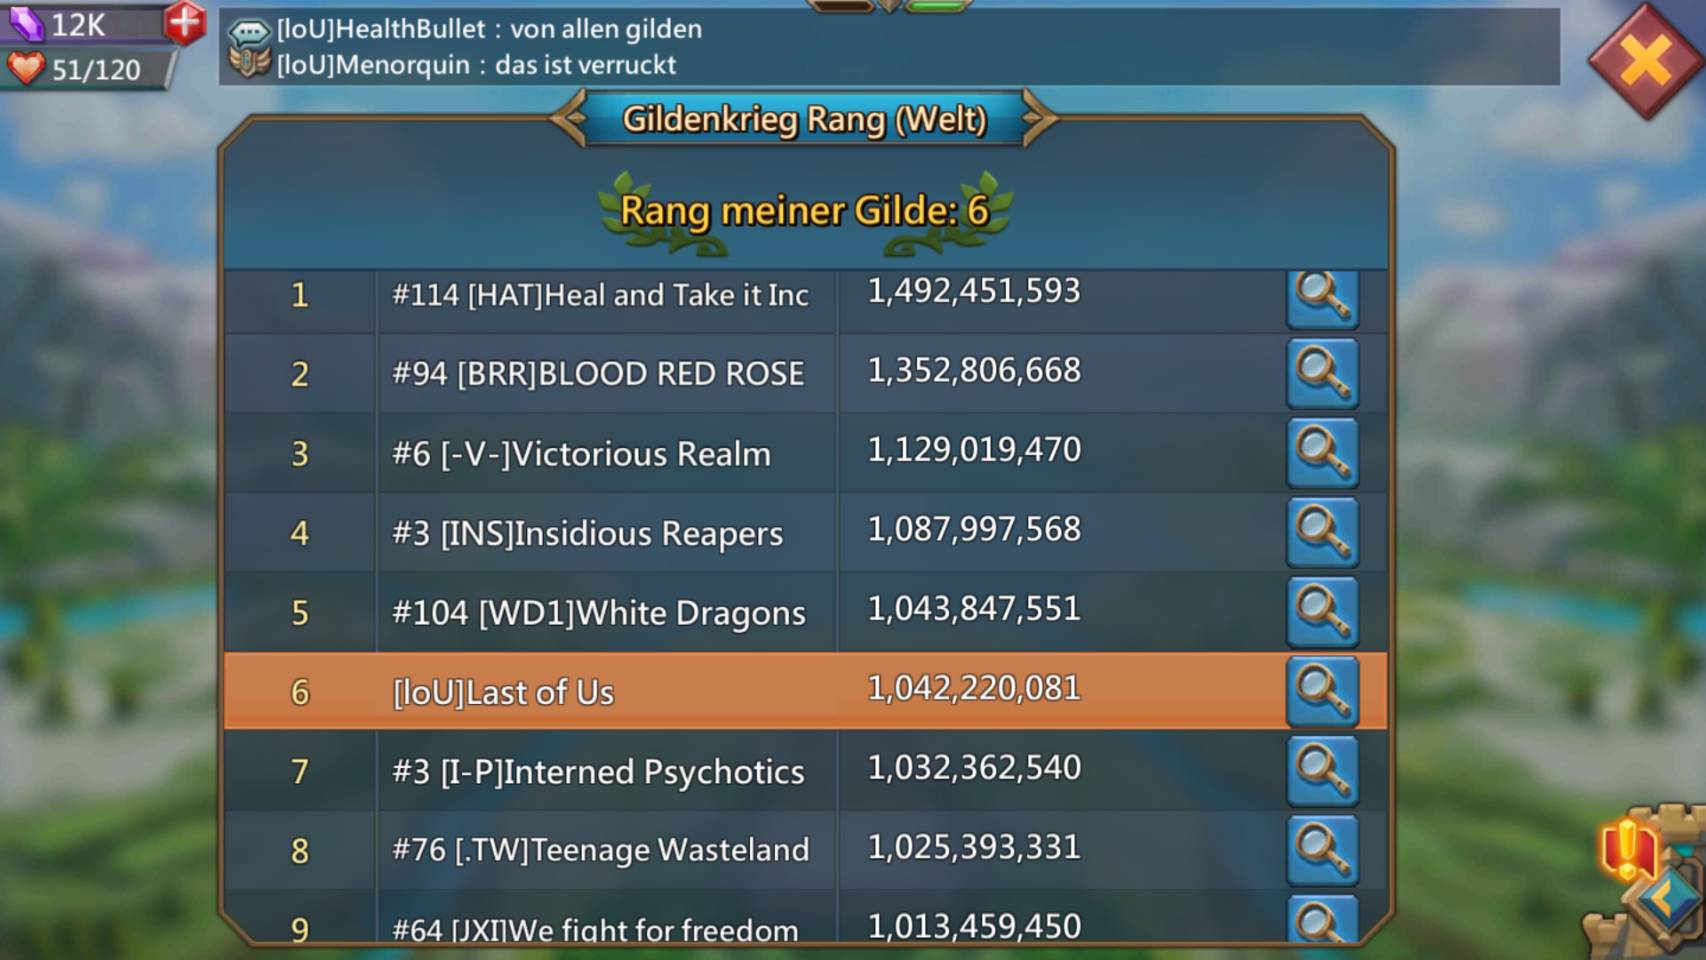 12K
51/120
[loU]HealthBullet : von allen gilden
[loU]Menorquin : das ist verruckt
Gildenkrieg Rang (Welt)
Rang meiner Gilde: 6
1 #114 [HAT]Heal and Take it Inc 1,492,451,593
2 #94 [BRR]BLOOD RED ROSE 1,352,806,668
3 #6 [-V-]Victorious Realm 1,129,019,470
4 #3 [INS]Insidious Reapers 1,087,997,568
5 #104 [WD1]White Dragons 1,043,847,551
6 [loU]Last of Us 1,042,220,081
7 #3 [I-P]Interned Psychotics 1,032,362,540
8 #76 [.TW]Teenage Wasteland 1,025,393,331
9 #64 [JXI]We fight for freedom 1,013,459,450